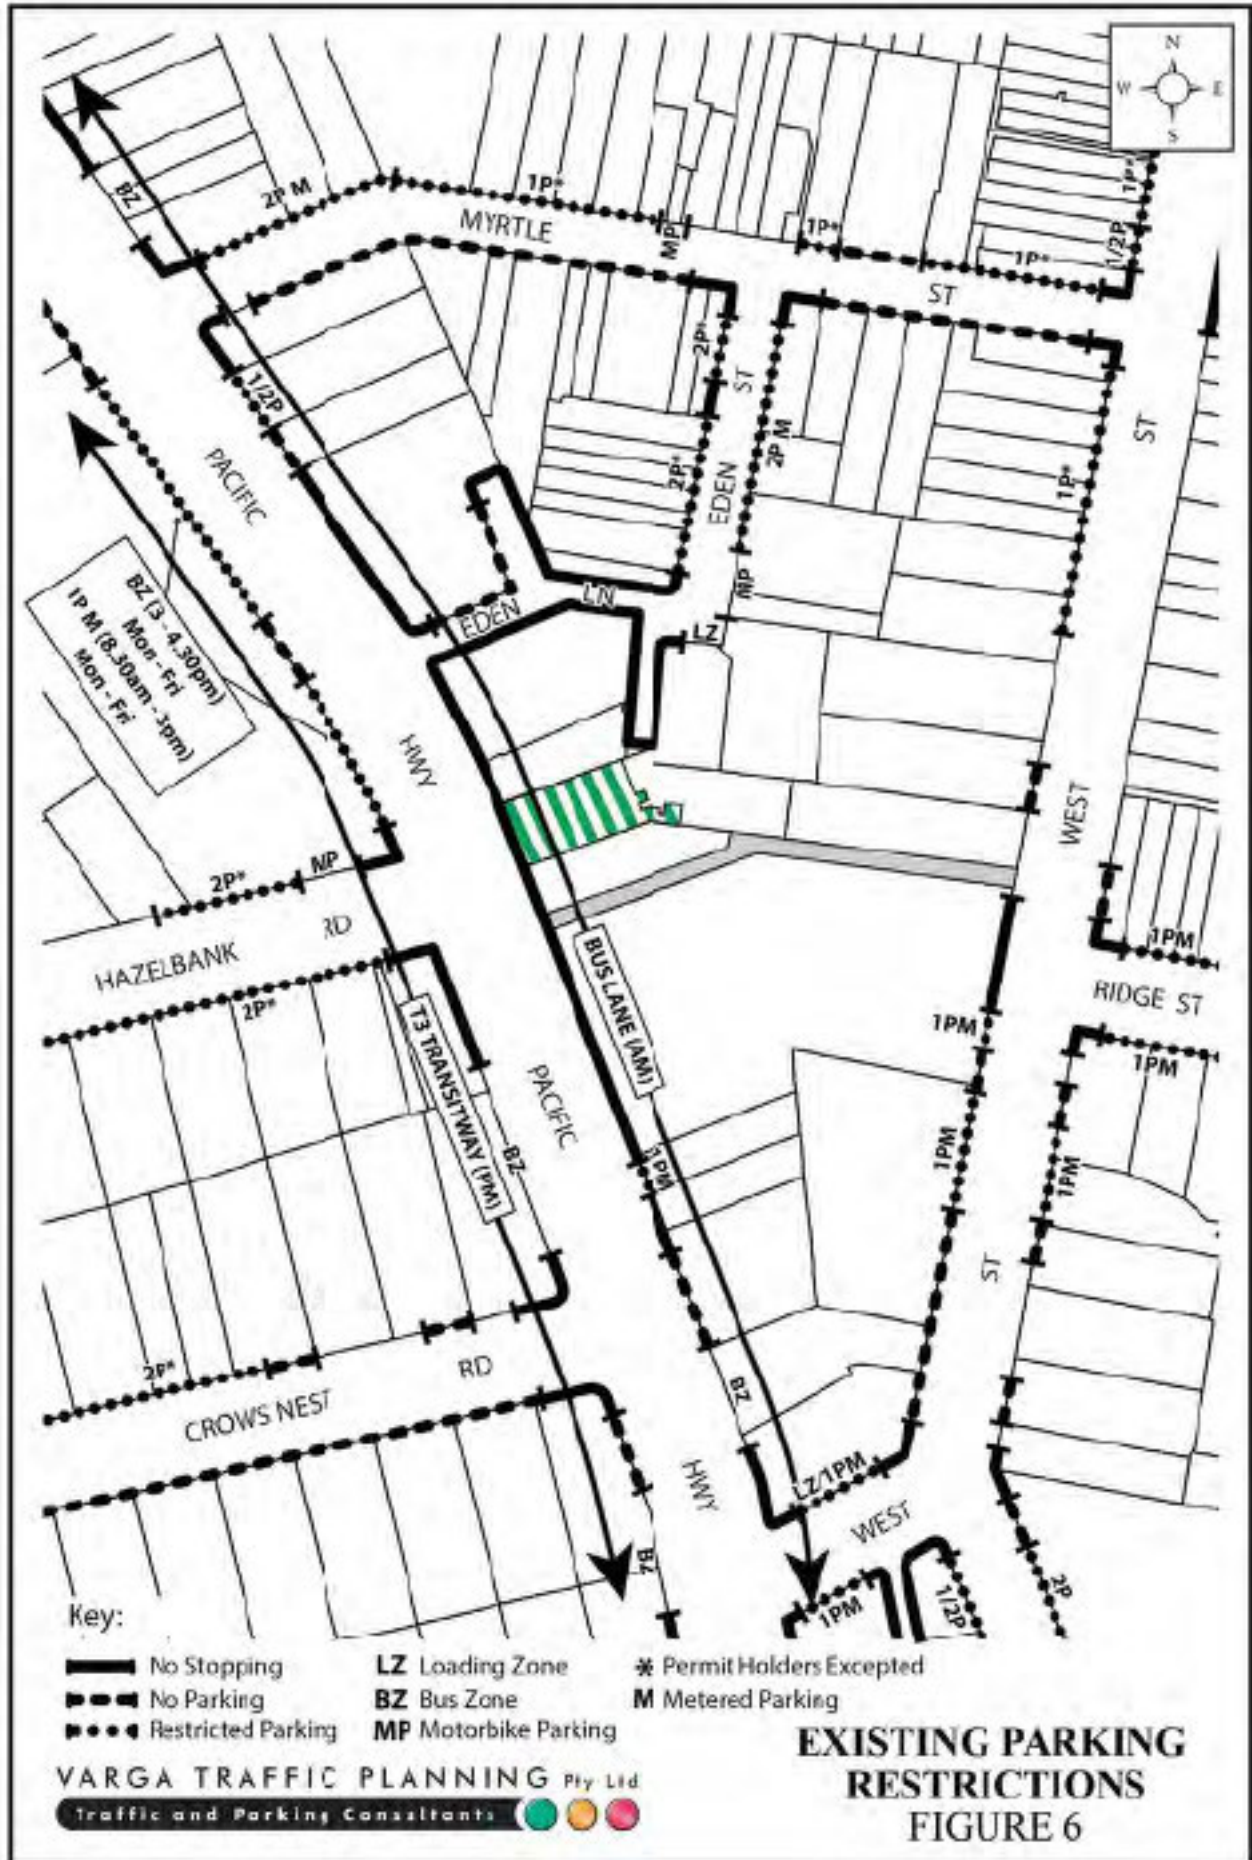 N
W E
S
BZ
2P M
1P*
MYRTLE
MP
1P*
1P*
1P*
1/2P
ST
2P*
ST
2P M
1/2P
PACIFIC
2P*
EDEN
1P*
ST
MP
BZ (3 - 4.30pm)
Mon - Fri
1P M (8.30am - 3pm)
Mon - Fri
EDEN
LN
LZ
HWY
WEST
2P*
MP
HAZELBANK
RD
2P*
1PM
RIDGE ST
1PM
1PM
BUS LANE (AM)
T3 TRANSITWAY (PM)
PACIFIC
BZ
1PM
1PM
1PM
ST
2P*
CROWS NEST
RD
BZ
HWY
LZ/1PM
WEST
BZ
1PM
1/2P
2P
Key:
No Stopping
No Parking
Restricted Parking
LZ Loading Zone
BZ Bus Zone
MP Motorbike Parking
* Permit Holders Excepted
M Metered Parking
VARGA TRAFFIC PLANNING Pty Ltd
Traffic and Parking Consultants
EXISTING PARKING
RESTRICTIONS
FIGURE 6